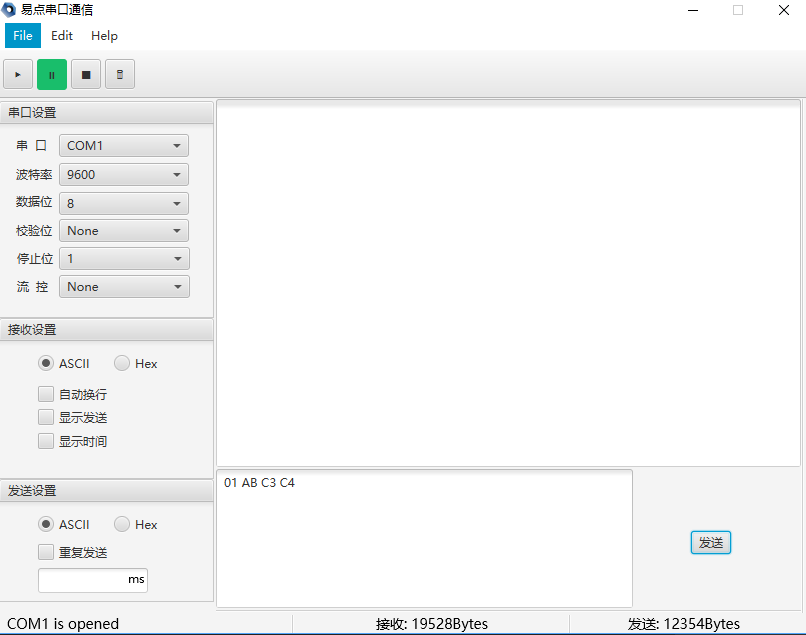 易点串口通信
File Edit Help
串口设置
串 口 COM1
波特率 9600
数据位 8
校验位 None
停止位 1
流 控 None
接收设置
ASCII Hex
自动换行
显示发送
显示时间
01 AB C3 C4
发送设置
ASCII Hex
重复发送
ms
发送
COM1 is opened 接收: 19528Bytes 发送: 12354Bytes